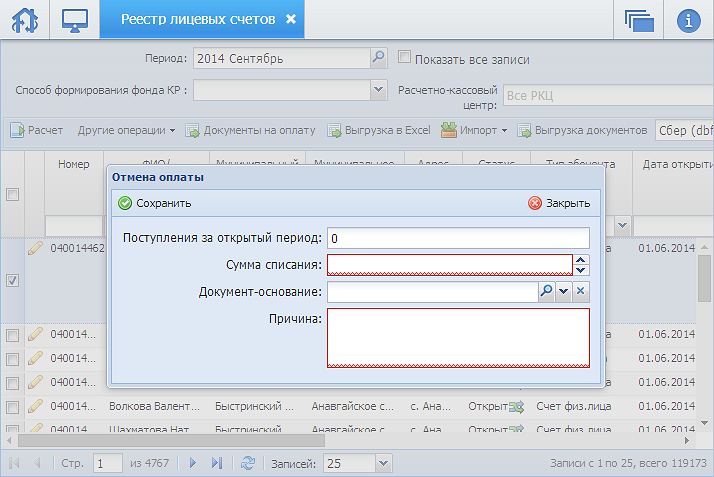 Реестр лицевых счетов
Период: 2014 Сентябрь Показать все записи
Способ формирования фонда КР : Расчетно-кассовый центр: Все РКЦ
Расчет Другие операции Документы на оплату Выгрузка в Excel Импорт Выгрузка документов Сбер (dbf
Номер ФИО/ Муниципальный Муниципальное Адрес Статус Тип абонента Дата открыти
Отмена оплаты
Сохранить Закрыть
Поступления за открытый период: 0
Сумма списания:
Документ-основание:
Причина:
040014462 01.06.2014
040014... 01.06.2014
040014... 01.06.2014
040014... 01.06.2014
040014... Волкова Валент... Быстринский ... Анавгайское с... с. Ана... Открыт Счет физ.лица 01.06.2014
040014... Шахматова Нат... Быстринский ... Анавгайское с... с. Ана... Открыт Счет физ.лица 01.06.2014
Стр. 1 из 4767 Записей: 25 Записи с 1 по 25, всего 119173